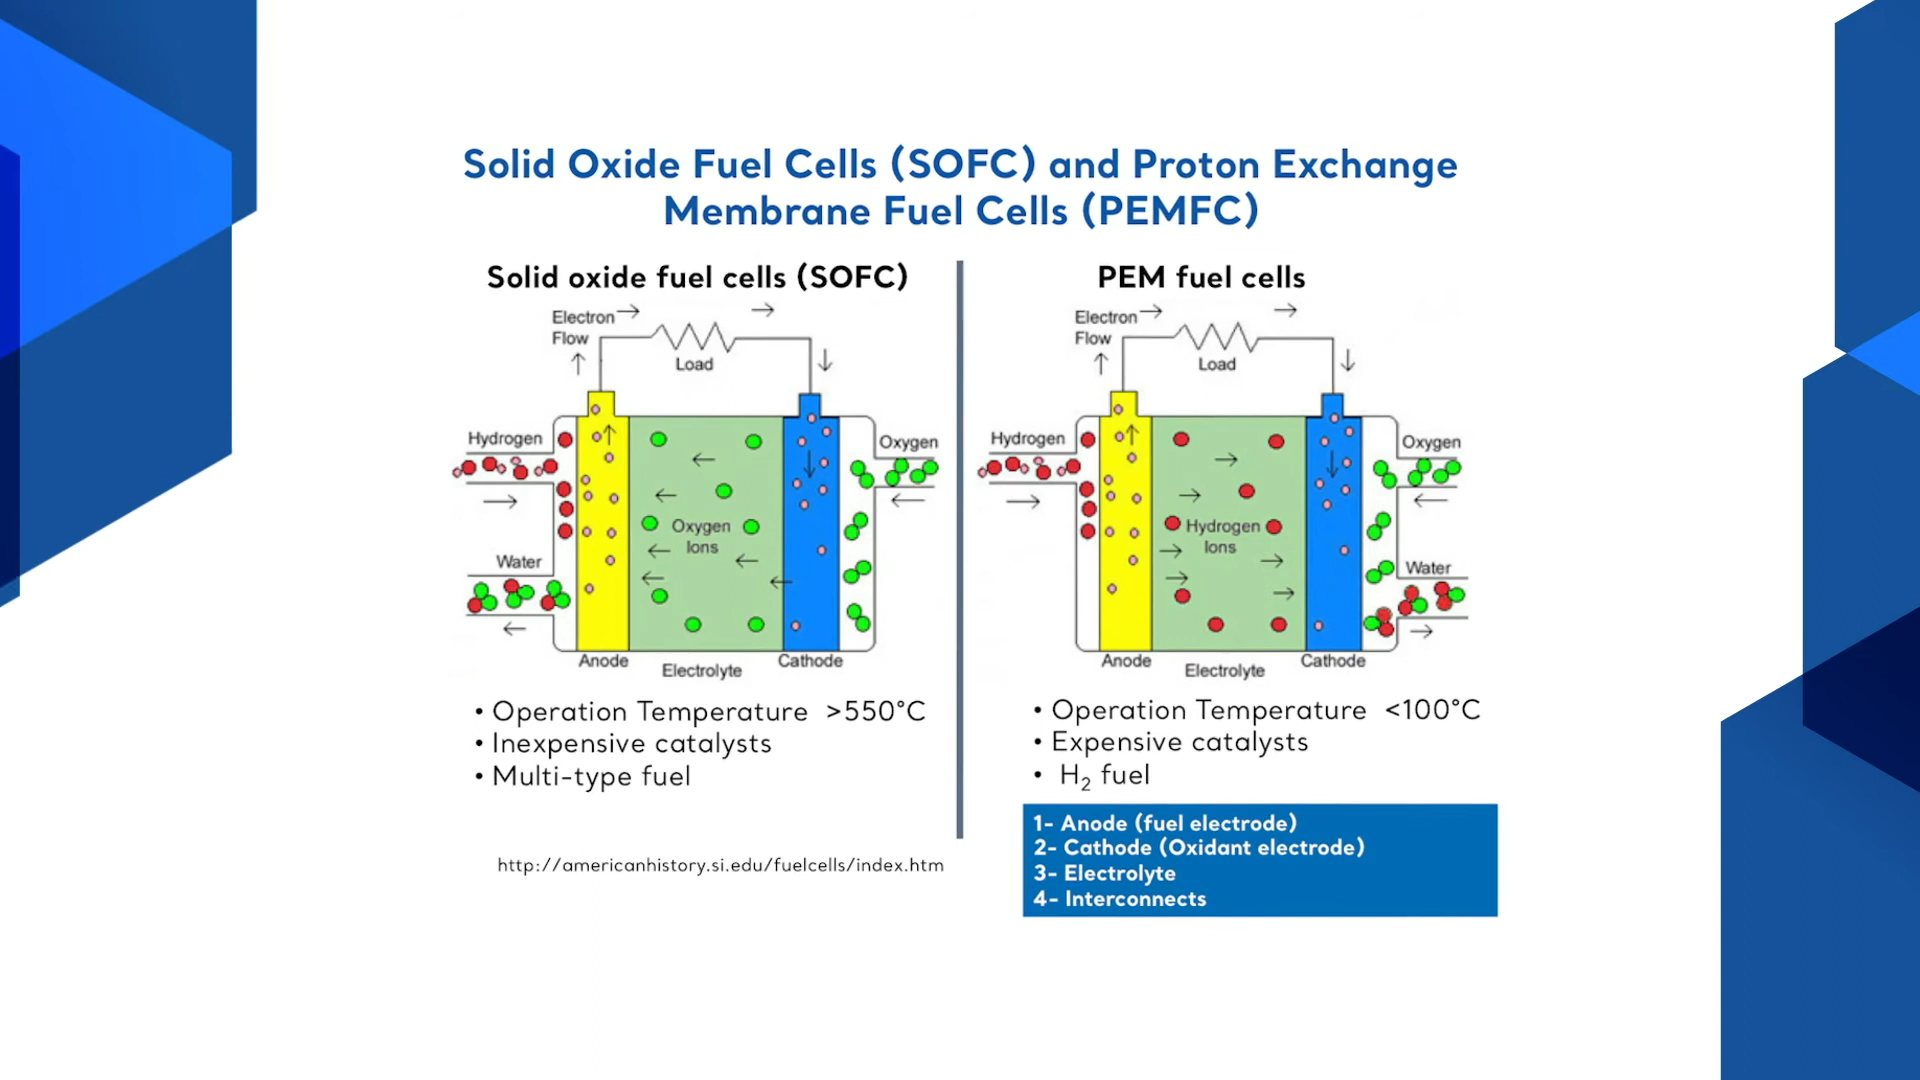 Solid Oxide Fuel Cells (SOFC) and Proton Exchange
Membrane Fuel Cells (PEMFC)
Solid oxide fuel cells (SOFC)
Electron
Flow
Load
Hydrogen
Oxygen
Oxygen
Ions
Water
Anode
Electrolyte
Cathode
• Operation Temperature >550°C
• Inexpensive catalysts
• Multi-type fuel
http://americanhistory.si.edu/fuelcells/index.htm
PEM fuel cells
Electron
Flow
Load
Hydrogen
Oxygen
Hydrogen
Ions
Water
Anode
Electrolyte
Cathode
• Operation Temperature <100°C
• Expensive catalysts
• H₂ fuel
1- Anode (fuel electrode)
2- Cathode (Oxidant electrode)
3- Electrolyte
4- Interconnects